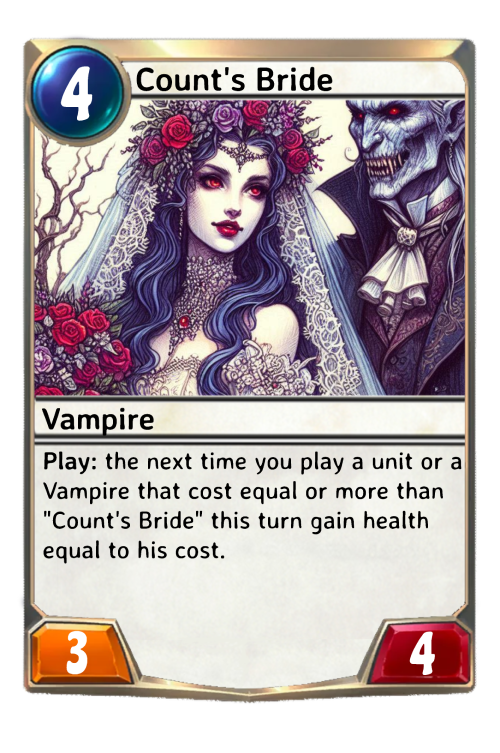 4
Count's Bride
Vampire
Play: the next time you play a unit or a
Vampire that cost equal or more than
"Count's Bride" this turn gain health
equal to his cost.
3
4